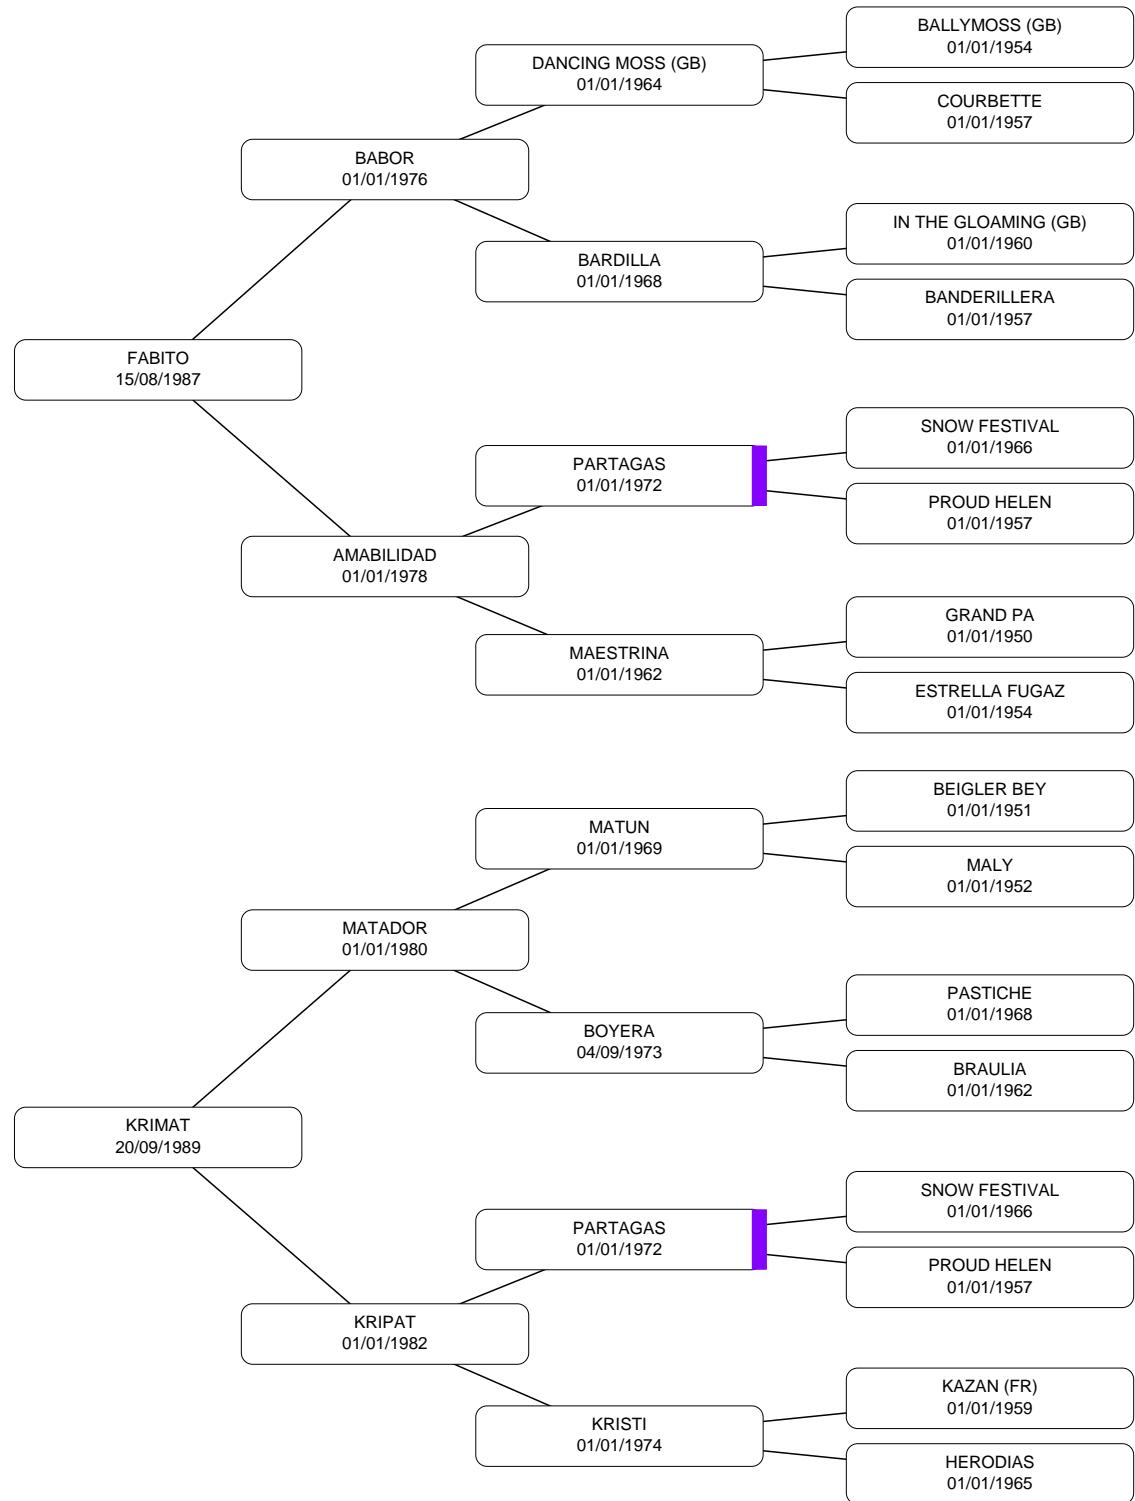 BALLYMOSS (GB)
01/01/1954
DANCING MOSS (GB)
01/01/1964
COURBETTE
01/01/1957
BABOR
01/01/1976
IN THE GLOAMING (GB)
01/01/1960
BARDILLA
01/01/1968
BANDERILLERA
01/01/1957
FABITO
15/08/1987
SNOW FESTIVAL
01/01/1966
PARTAGAS
01/01/1972
PROUD HELEN
01/01/1957
AMABILIDAD
01/01/1978
GRAND PA
01/01/1950
MAESTRINA
01/01/1962
ESTRELLA FUGAZ
01/01/1954
BEIGLER BEY
01/01/1951
MATUN
01/01/1969
MALY
01/01/1952
MATADOR
01/01/1980
PASTICHE
01/01/1968
BOYERA
04/09/1973
BRAULIA
01/01/1962
KRIMAT
20/09/1989
SNOW FESTIVAL
01/01/1966
PARTAGAS
01/01/1972
PROUD HELEN
01/01/1957
KRIPAT
01/01/1982
KAZAN (FR)
01/01/1959
KRISTI
01/01/1974
HERODIAS
01/01/1965